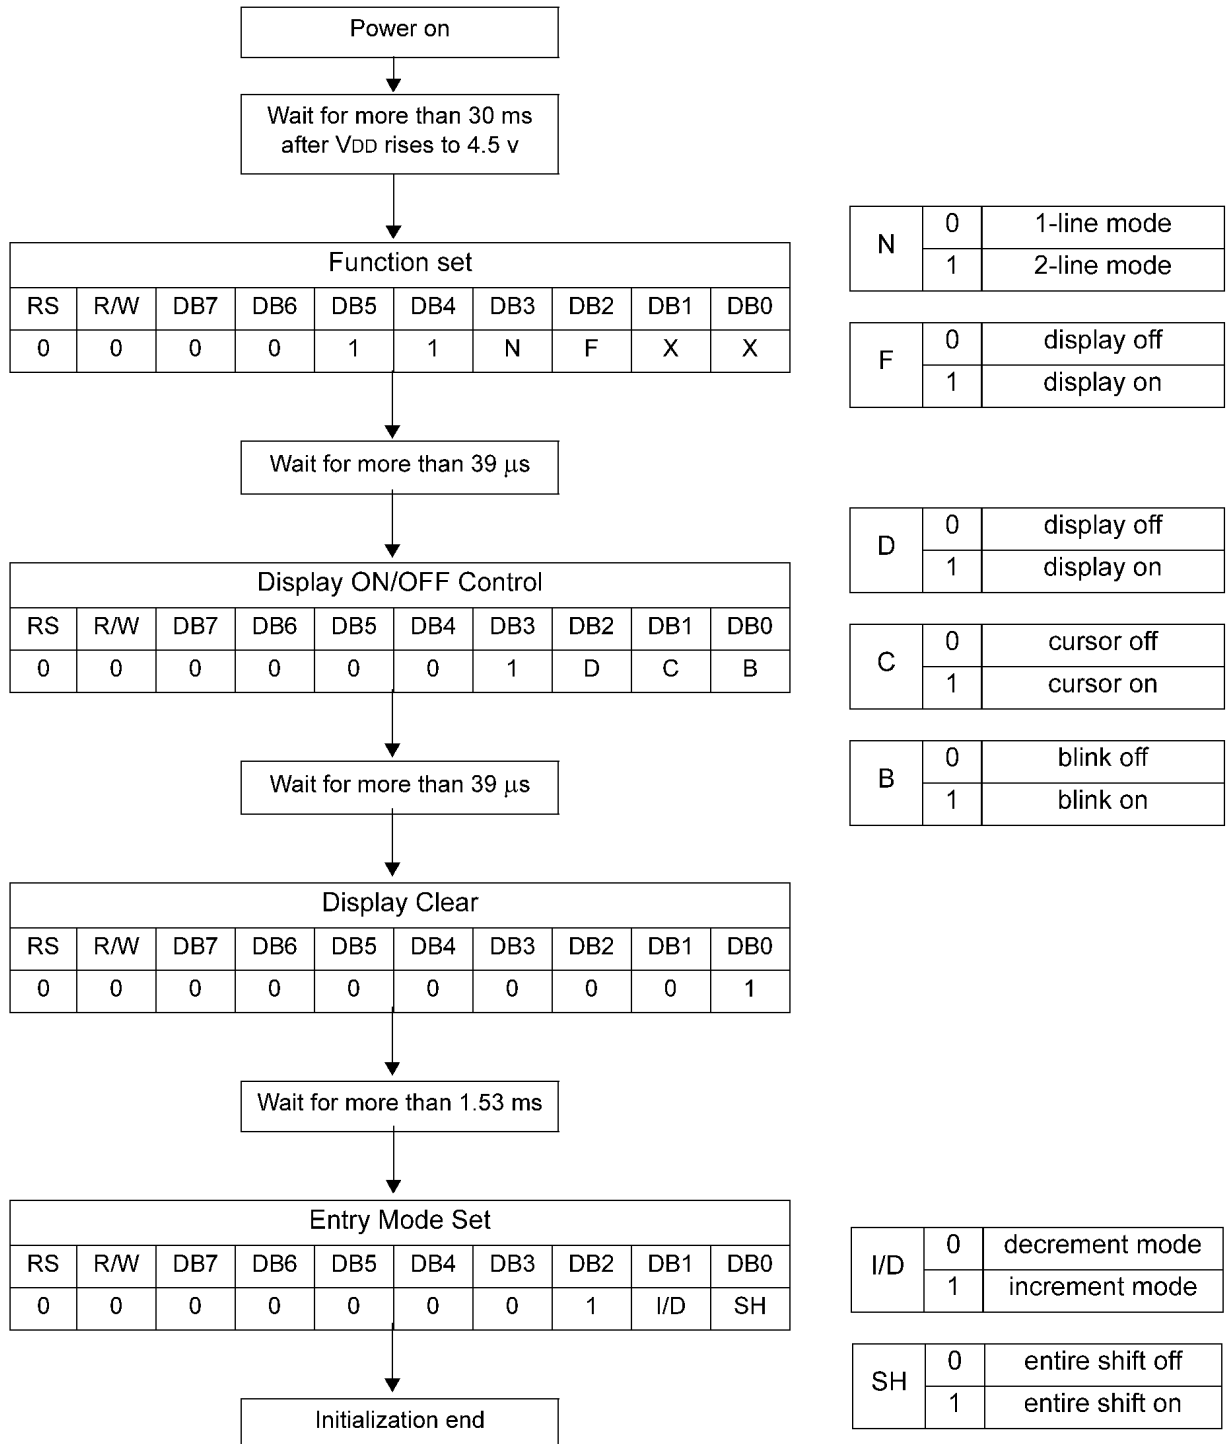 Power on
Wait for more than 30 ms
after VDD rises to 4.5 v
Function set
RS R/W DB7 DB6 DB5 DB4 DB3 DB2 DB1 DB0
0 0 0 0 1 1 N F X X
N 0 1-line mode
1 2-line mode
F 0 display off
1 display on
Wait for more than 39 μs
Display ON/OFF Control
RS R/W DB7 DB6 DB5 DB4 DB3 DB2 DB1 DB0
0 0 0 0 0 0 1 D C B
D 0 display off
1 display on
C 0 cursor off
1 cursor on
B 0 blink off
1 blink on
Wait for more than 39 μs
Display Clear
RS R/W DB7 DB6 DB5 DB4 DB3 DB2 DB1 DB0
0 0 0 0 0 0 0 0 0 1
Wait for more than 1.53 ms
Entry Mode Set
RS R/W DB7 DB6 DB5 DB4 DB3 DB2 DB1 DB0
0 0 0 0 0 0 0 1 I/D SH
I/D 0 decrement mode
1 increment mode
SH 0 entire shift off
1 entire shift on
Initialization end